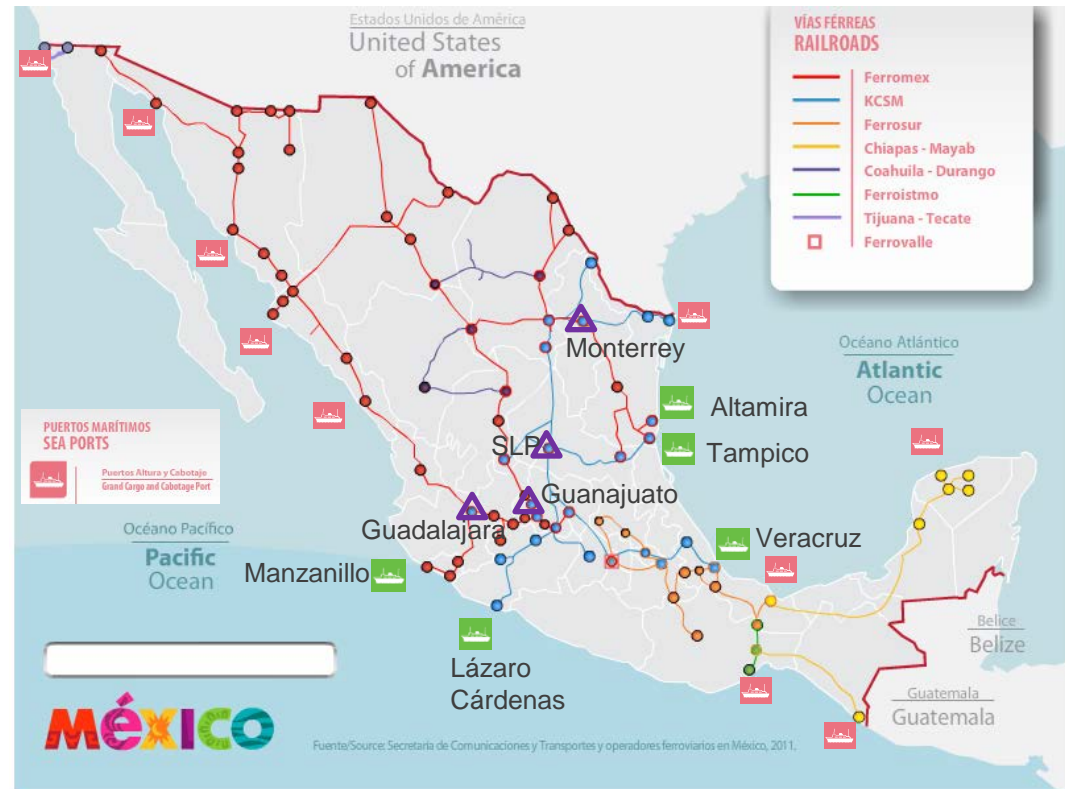 Estados Unidos de América
United States
of America
VÍAS FÉRREAS
RAILROADS
Ferromex
KCSM
Ferrosur
Chiapas - Mayab
Coahuila - Durango
Ferroistmo
Tijuana - Tecate
Ferrovalle
Monterrey
Océano Atlántico
Atlantic
Ocean
Altamira
PUERTOS MARÍTIMOS
SEA PORTS
Puertos Altura y Cabotaje
Grand Cargo and Cabotage Port
SLP
Tampico
Guanajuato
Guadalajara
Océano Pacífico
Pacific
Ocean
Veracruz
Manzanillo
Lázaro
Cárdenas
Belice
Belize
Guatemala
Guatemala
México
Fuente/Source: Secretaría de Comunicaciones y Transportes y operadores ferroviarios en México, 2011.